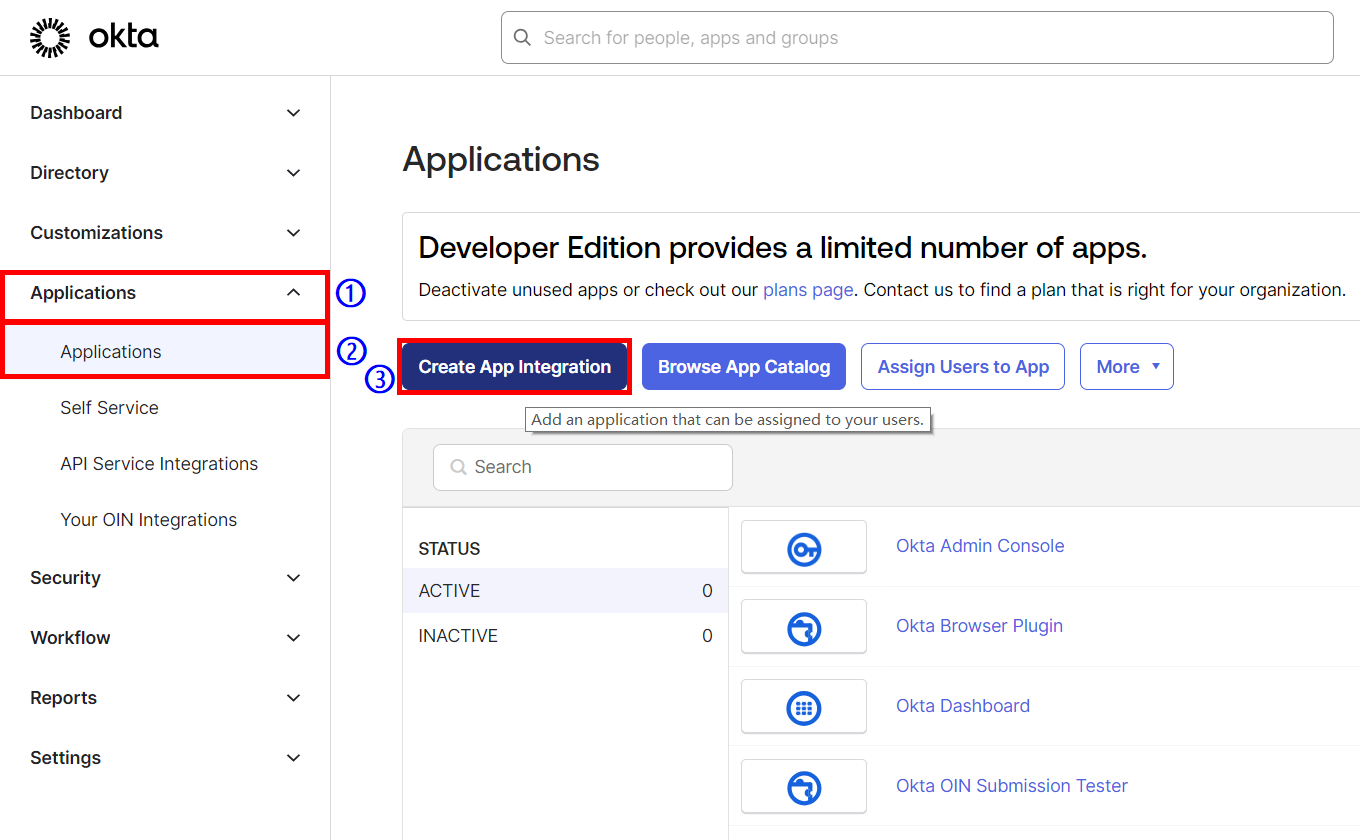 okta
Search for people, apps and groups
Dashboard
Directory
Customizations
Applications
①
Applications
②
Self Service
API Service Integrations
Your OIN Integrations
Security
Workflow
Reports
Settings
Applications
Developer Edition provides a limited number of apps.
Deactivate unused apps or check out our plans page. Contact us to find a plan that is right for your organization.
③
Create App Integration Browse App Catalog Assign Users to App More
Add an application that can be assigned to your users.
Search
STATUS
ACTIVE 0
INACTIVE 0
Okta Admin Console
Okta Browser Plugin
Okta Dashboard
Okta OIN Submission Tester